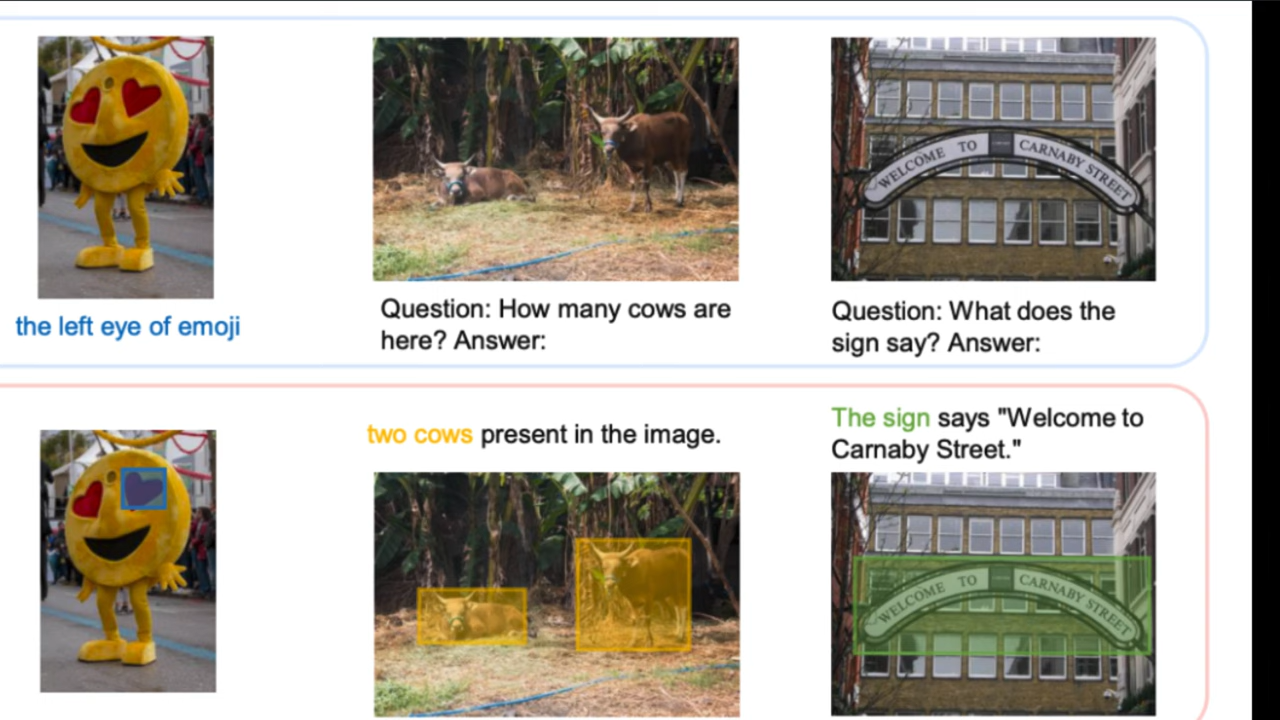 WELCOME TO CARNABY STREET
the left eye of emoji
Question: How many cows are
here? Answer:
Question: What does the
sign say? Answer:
two cows present in the image.
The sign says "Welcome to
Carnaby Street."
WELCOME TO CARNABY STREET